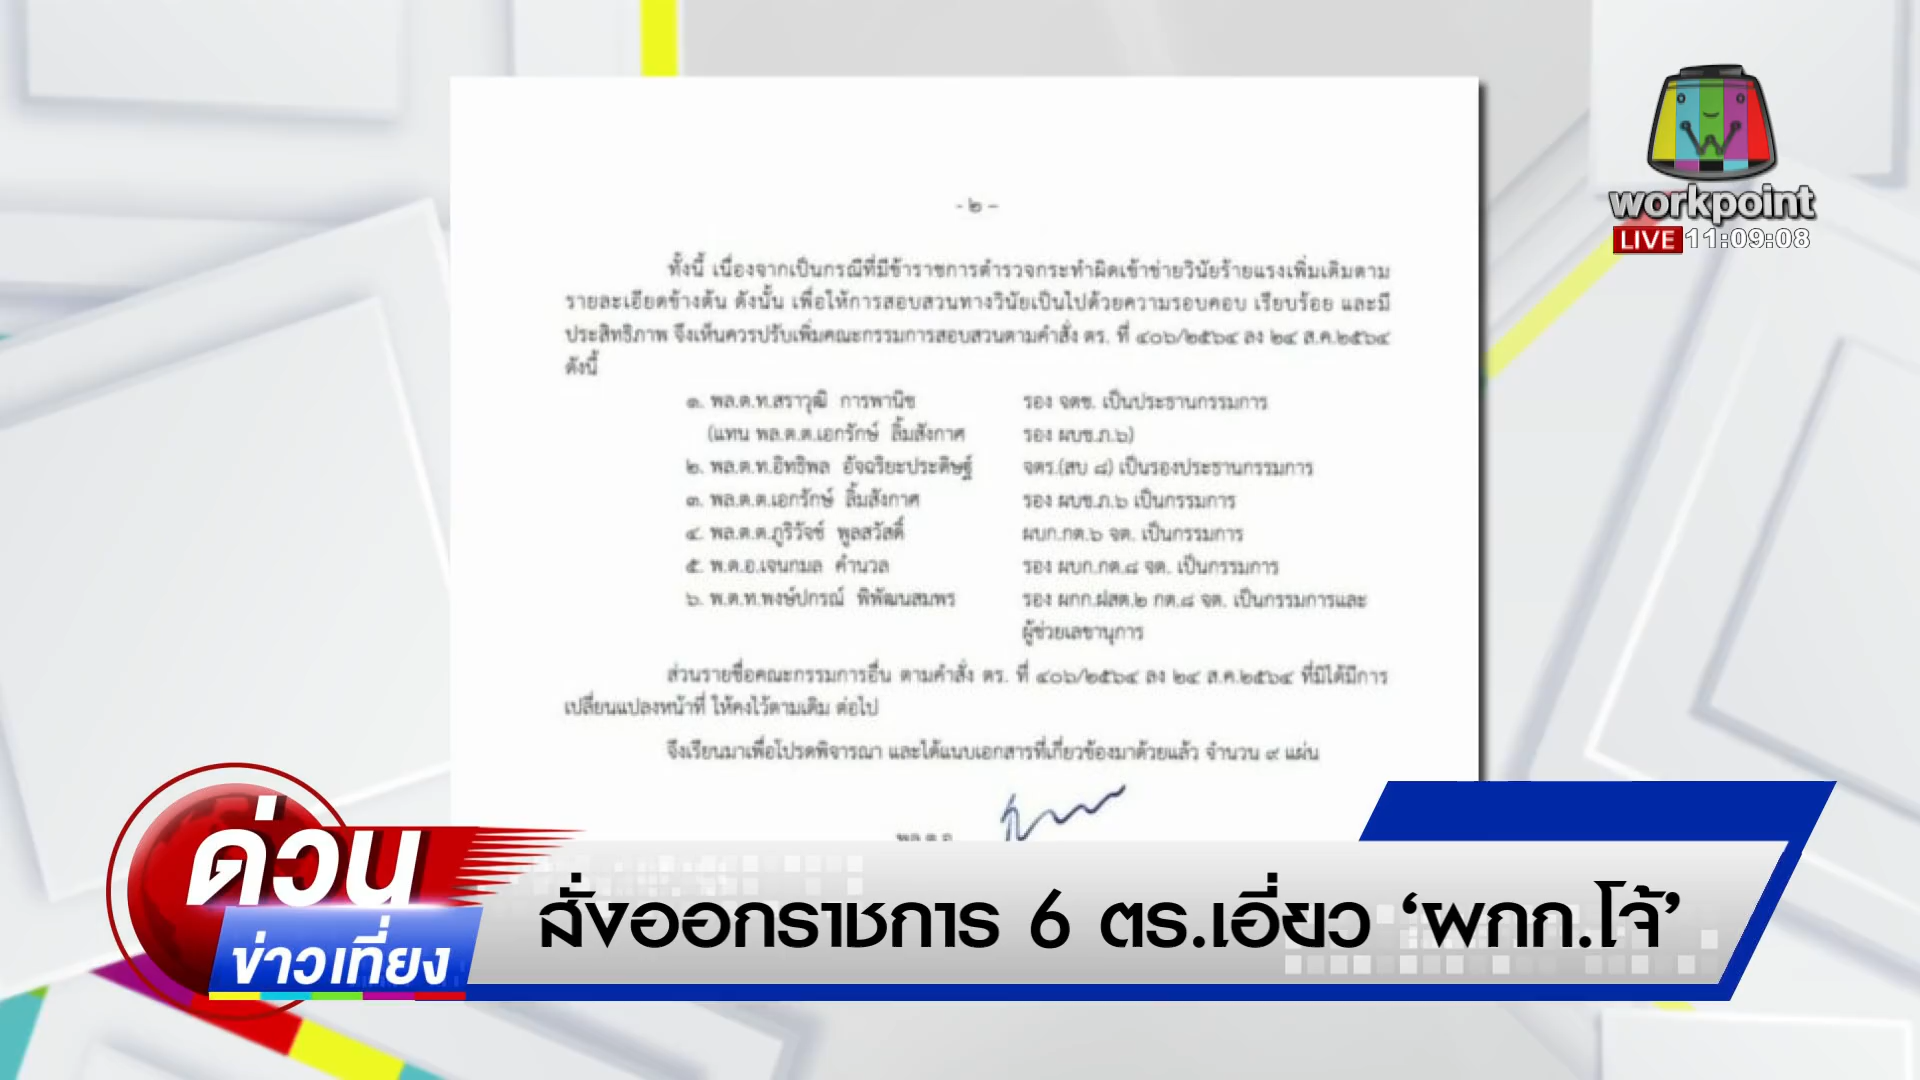 workpoint
LIVE 11:09:08
- ๒ -
ทั้งนี้ เนื่องจากเป็นกรณีที่มีข้าราชการตำรวจกระทำผิดเข้าข่ายวินัยร้ายแรงเพิ่มเติมตาม
รายละเอียดข้างต้น ดังนั้น เพื่อให้การสอบสวนทางวินัยเป็นไปด้วยความรอบคอบ เรียบร้อย และมี
ประสิทธิภาพ จึงเห็นควรปรับเพิ่มคณะกรรมการสอบสวนตามคำสั่ง ตร. ที่ ๔๐๖/๒๕๖๔ ลง ๒๔ ส.ค.๒๕๖๔
ดังนี้
๑. พล.ต.ท.สราวุฒิ การพานิช รอง จตช. เป็นประธานกรรมการ
(แทน พล.ต.ต.เอกรักษ์ ลิ้มสังกาศ รอง ผบช.ภ.๖)
๒. พล.ต.ท.อิทธิพล อัจฉริยะประดิษฐ์ จตร.(สบ ๘) เป็นรองประธานกรรมการ
๓. พล.ต.ต.เอกรักษ์ ลิ้มสังกาศ รอง ผบช.ภ.๖ เป็นกรรมการ
๔. พล.ต.ต.ภูริวัจช์ พูลสวัสดิ์ ผบก.กต.๖ จต. เป็นกรรมการ
๕. พ.ต.อ.เจนกมล คำนวล รอง ผบก.กต.๘ จต. เป็นกรรมการ
๖. พ.ต.ท.พงษ์ปกรณ์ พิพัฒนสมพร รอง ผกก.ฝสต.๒ กต.๘ จต. เป็นกรรมการและ
ผู้ช่วยเลขานุการ
ส่วนรายชื่อคณะกรรมการอื่น ตามคำสั่ง ตร. ที่ ๔๐๖/๒๕๖๔ ลง ๒๔ ส.ค.๒๕๖๔ ที่มิได้มีการ
เปลี่ยนแปลงหน้าที่ ให้คงไว้ตามเดิม ต่อไป
จึงเรียนมาเพื่อโปรดพิจารณา และได้แนบเอกสารที่เกี่ยวข้องมาด้วยแล้ว จำนวน ๙ แผ่น
พล.ต.อ.
ด่วน
ข่าวเที่ยง
สั่งออกราชการ 6 ตร.เอี่ยว ‘ผกก.โจ้’